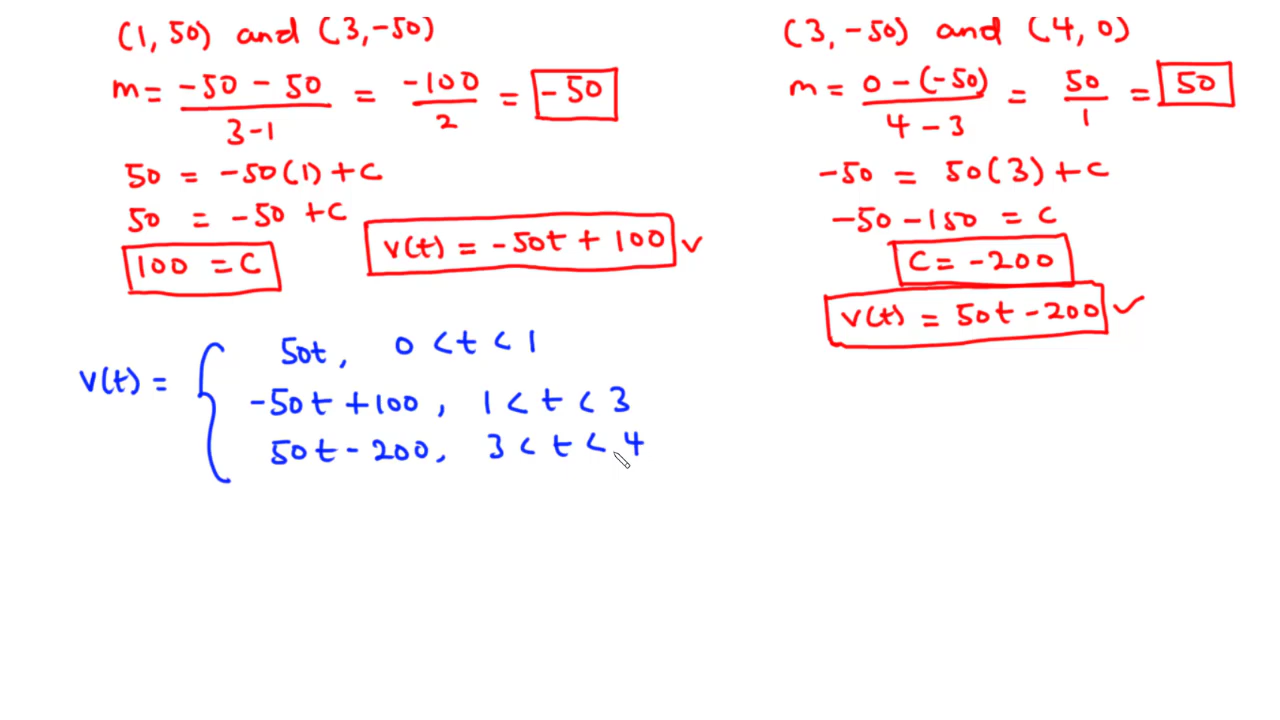 (1, 50) and (3, -50)
m = -50 - 50 / 3-1 = -100 / 2 = -50
50 = -50(1) + c
50 = -50 + c
100 = C
v(t) = -50t + 100 ✓
(3, -50) and (4, 0)
m = 0 - (-50) / 4 - 3 = 50 / 1 = 50
-50 = 50(3) + c
-50 - 150 = c
C = -200
v(t) = 50t - 200 ✓
v(t) = { 50t, 0 < t < 1
-50t + 100, 1 < t < 3
50t - 200, 3 < t < 4